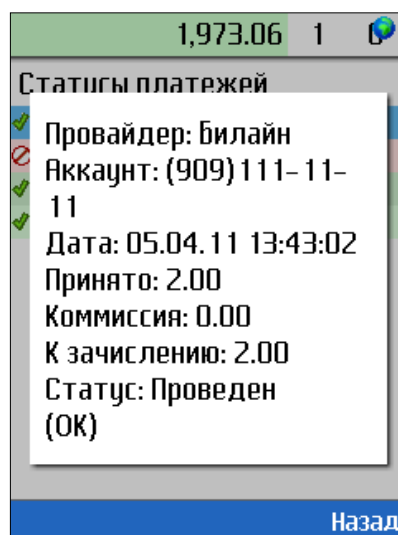 1,973.06 1
Статусы платежей
Провайдер: Билайн
Аккаунт: (909)111-11-
11
Дата: 05.04.11 13:43:02
Принято: 2.00
Коммиссия: 0.00
К зачислению: 2.00
Статус: Проведен
(OK)
Назад